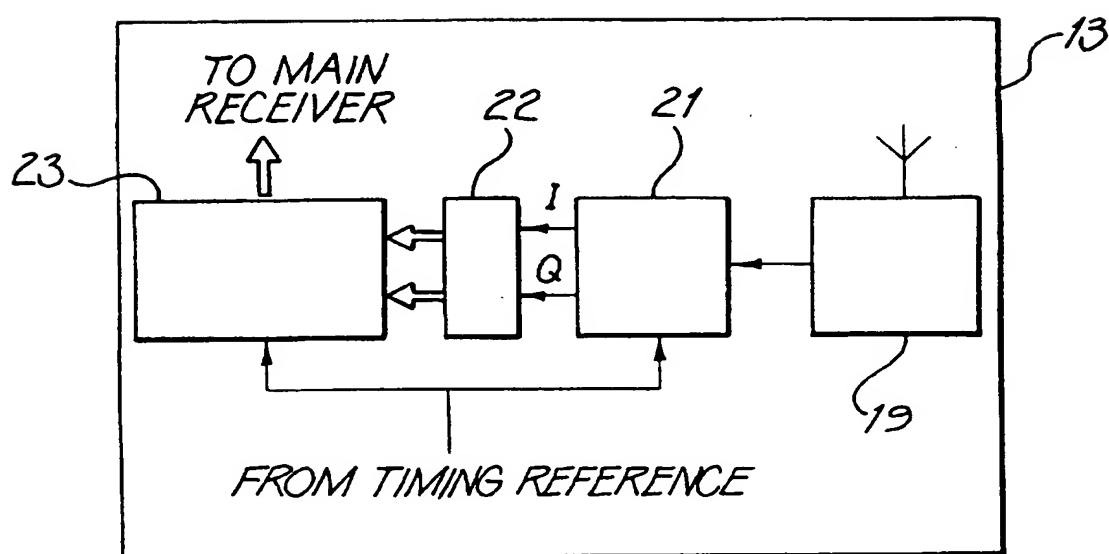 13
TO MAIN
RECEIVER
22
21
23
I
Q
19
FROM TIMING REFERENCE